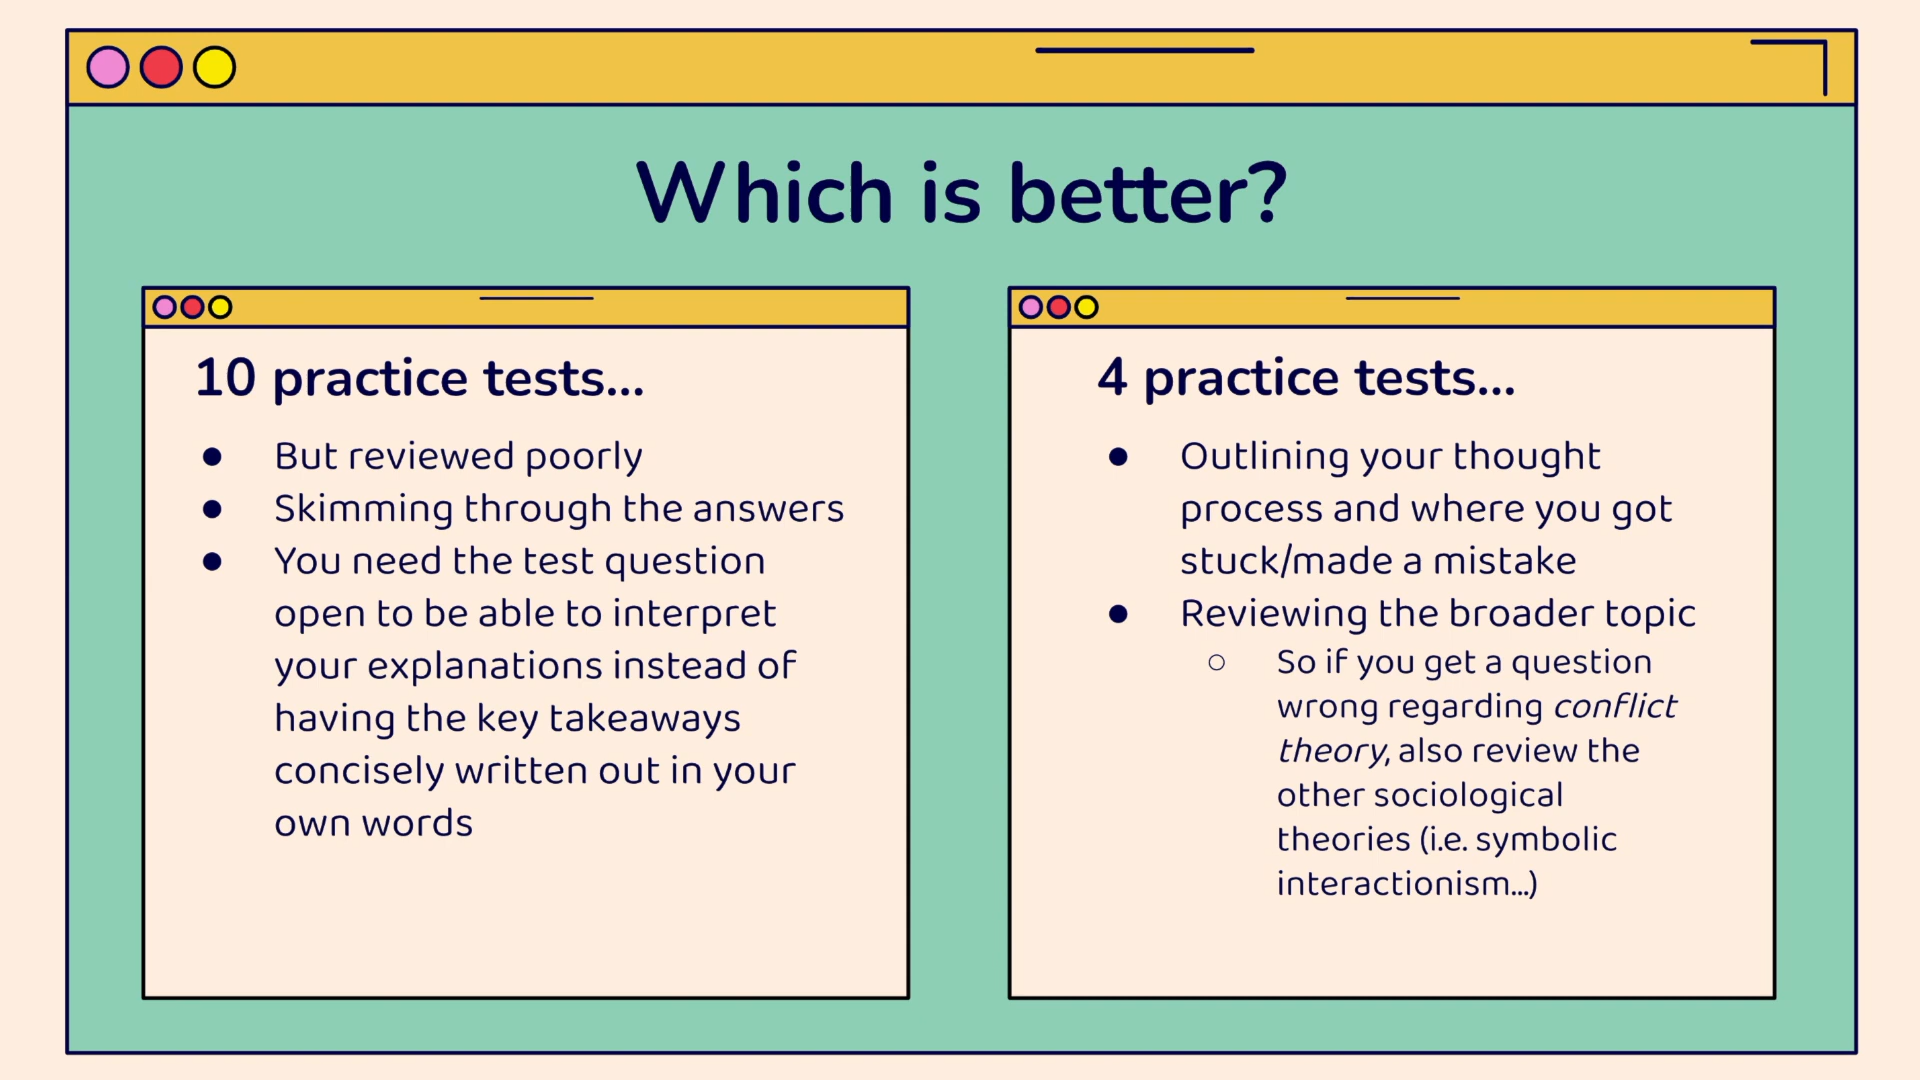 Which is better?
10 practice tests...
● But reviewed poorly
● Skimming through the answers
● You need the test question
open to be able to interpret
your explanations instead of
having the key takeaways
concisely written out in your
own words
4 practice tests...
● Outlining your thought
process and where you got
stuck/made a mistake
● Reviewing the broader topic
○ So if you get a question
wrong regarding conflict
theory, also review the
other sociological
theories (i.e. symbolic
interactionism...)